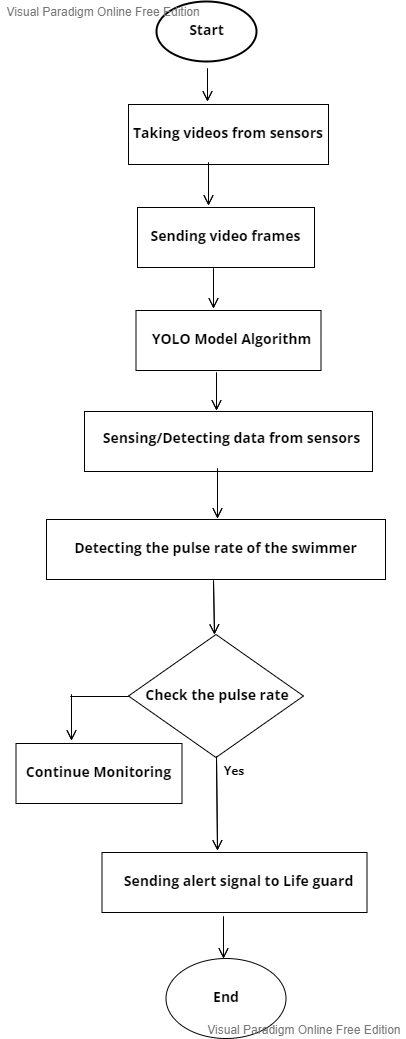 Visual Paradigm Online Free Edition
Start
Taking videos from sensors
Sending video frames
YOLO Model Algorithm
Sensing/Detecting data from sensors
Detecting the pulse rate of the swimmer
Check the pulse rate
Continue Monitoring
Yes
Sending alert signal to Life guard
End
Visual Paradigm Online Free Edition